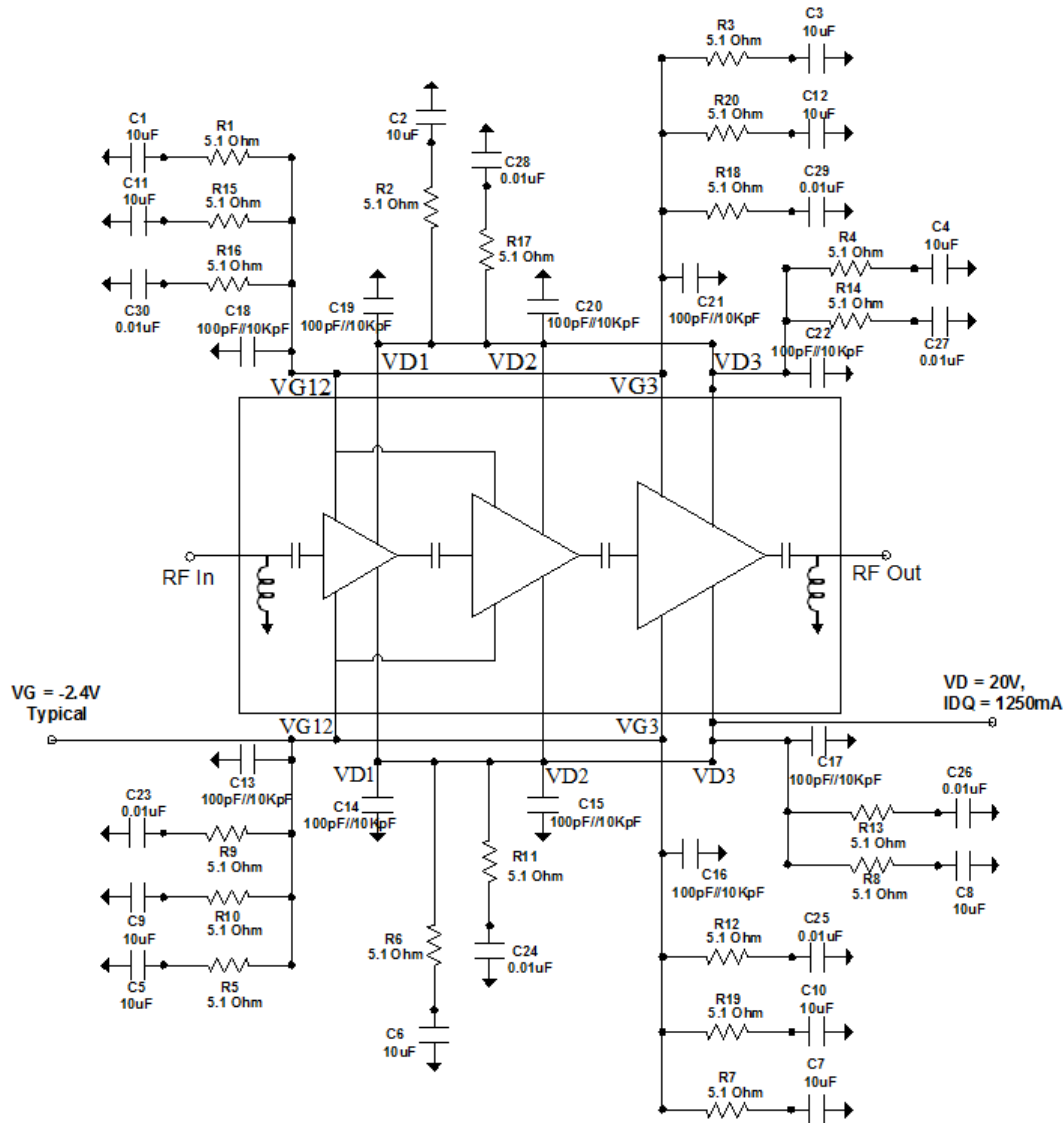 R3
5.1 Ohm
C3
10uF
R20
5.1 Ohm
C12
10uF
R18
5.1 Ohm
C29
0.01uF
C1
10uF
R1
5.1 Ohm
C11
10uF
R15
5.1 Ohm
R16
5.1 Ohm
C30
0.01uF
C18
100pF//10KpF
C2
10uF
R2
5.1 Ohm
C28
0.01uF
R17
5.1 Ohm
C19
100pF//10KpF
C20
100pF//10KpF
C21
100pF//10KpF
R4
5.1 Ohm
C4
10uF
R14
5.1 Ohm
C27
0.01uF
C22
100pF//10KpF
VD1
VD2
VD3
VG12
VG3
RF In
RF Out
VG = -2.4V
Typical
VD = 20V,
IDQ = 1250mA
VG12
VG3
VD1
VD2
VD3
C13
100pF//10KpF
C23
0.01uF
R9
5.1 Ohm
C9
10uF
R10
5.1 Ohm
C5
10uF
R5
5.1 Ohm
C14
100pF//10KpF
C15
100pF//10KpF
R11
5.1 Ohm
R6
5.1 Ohm
C24
0.01uF
C6
10uF
C17
100pF//10KpF
C26
0.01uF
R13
5.1 Ohm
R8
5.1 Ohm
C8
10uF
C16
100pF//10KpF
R12
5.1 Ohm
C25
0.01uF
R19
5.1 Ohm
C10
10uF
R7
5.1 Ohm
C7
10uF